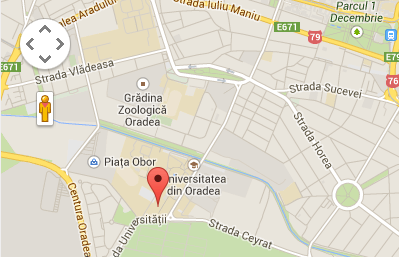 Calea Aradului
Strada Iuliu Maniu
Parcul 1
Decembrie
E671
79
E671
E79
76
Strada Vlădeasa
Grădina
Zoologică
Oradea
Strada Sucevei
Strada Horea
Piața Obor
Universitatea
din Oradea
Centura Oradea
Strada Universității
Strada Ceyrat